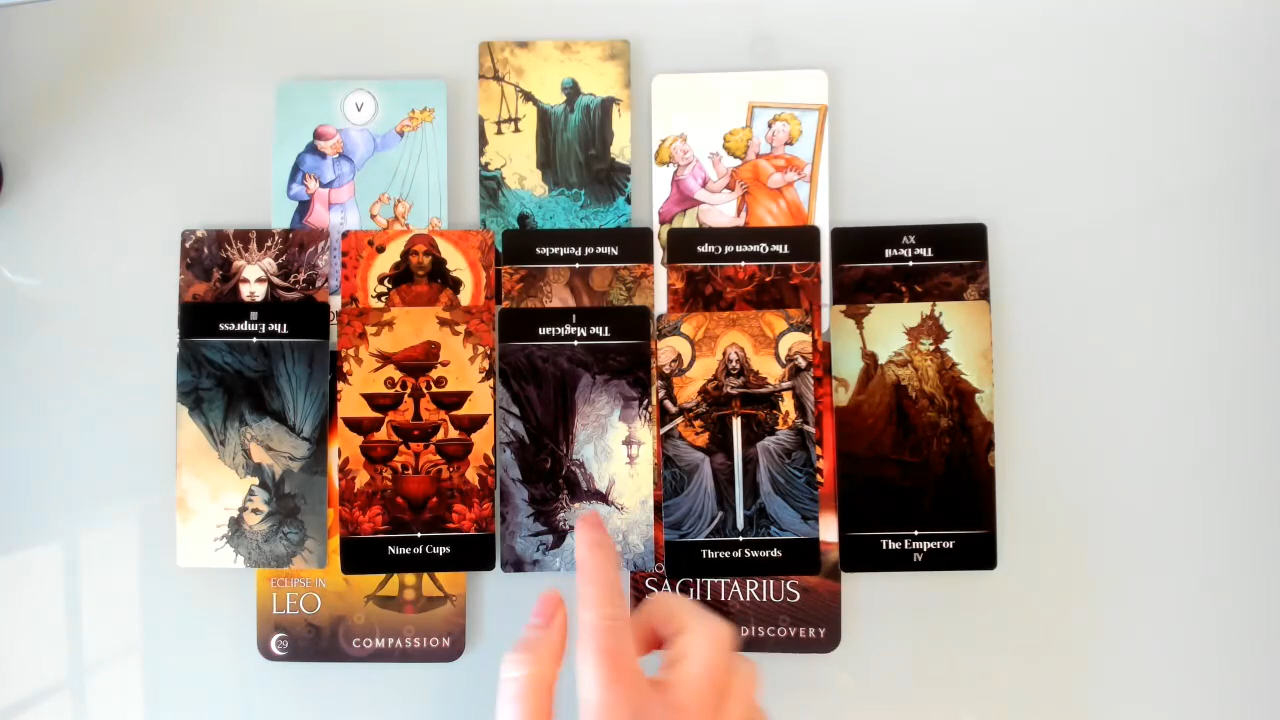 V
Nine of Pentacles
The Queen of Cups
The Devil
XV
The Empress
III
The Magician
I
Nine of Cups
Three of Swords
The Emperor
IV
ECLIPSE IN
LEO
29
COMPASSION
SAGITTARIUS
DISCOVERY